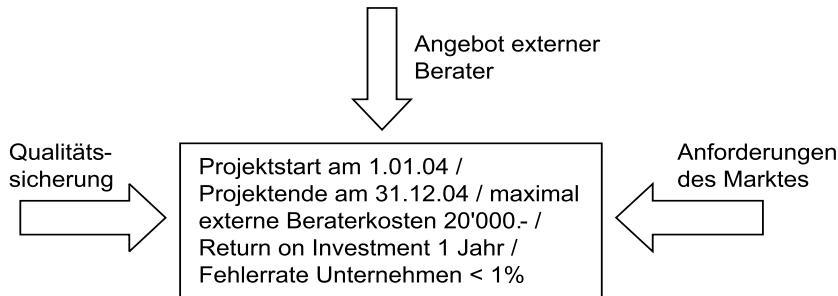 Angebot externer
Berater
Qualitäts-
sicherung
Projektstart am 1.01.04 /
Projektende am 31.12.04 / maximal
externe Beraterkosten 20'000.- /
Return on Investment 1 Jahr /
Fehlerrate Unternehmen < 1%
Anforderungen
des Marktes